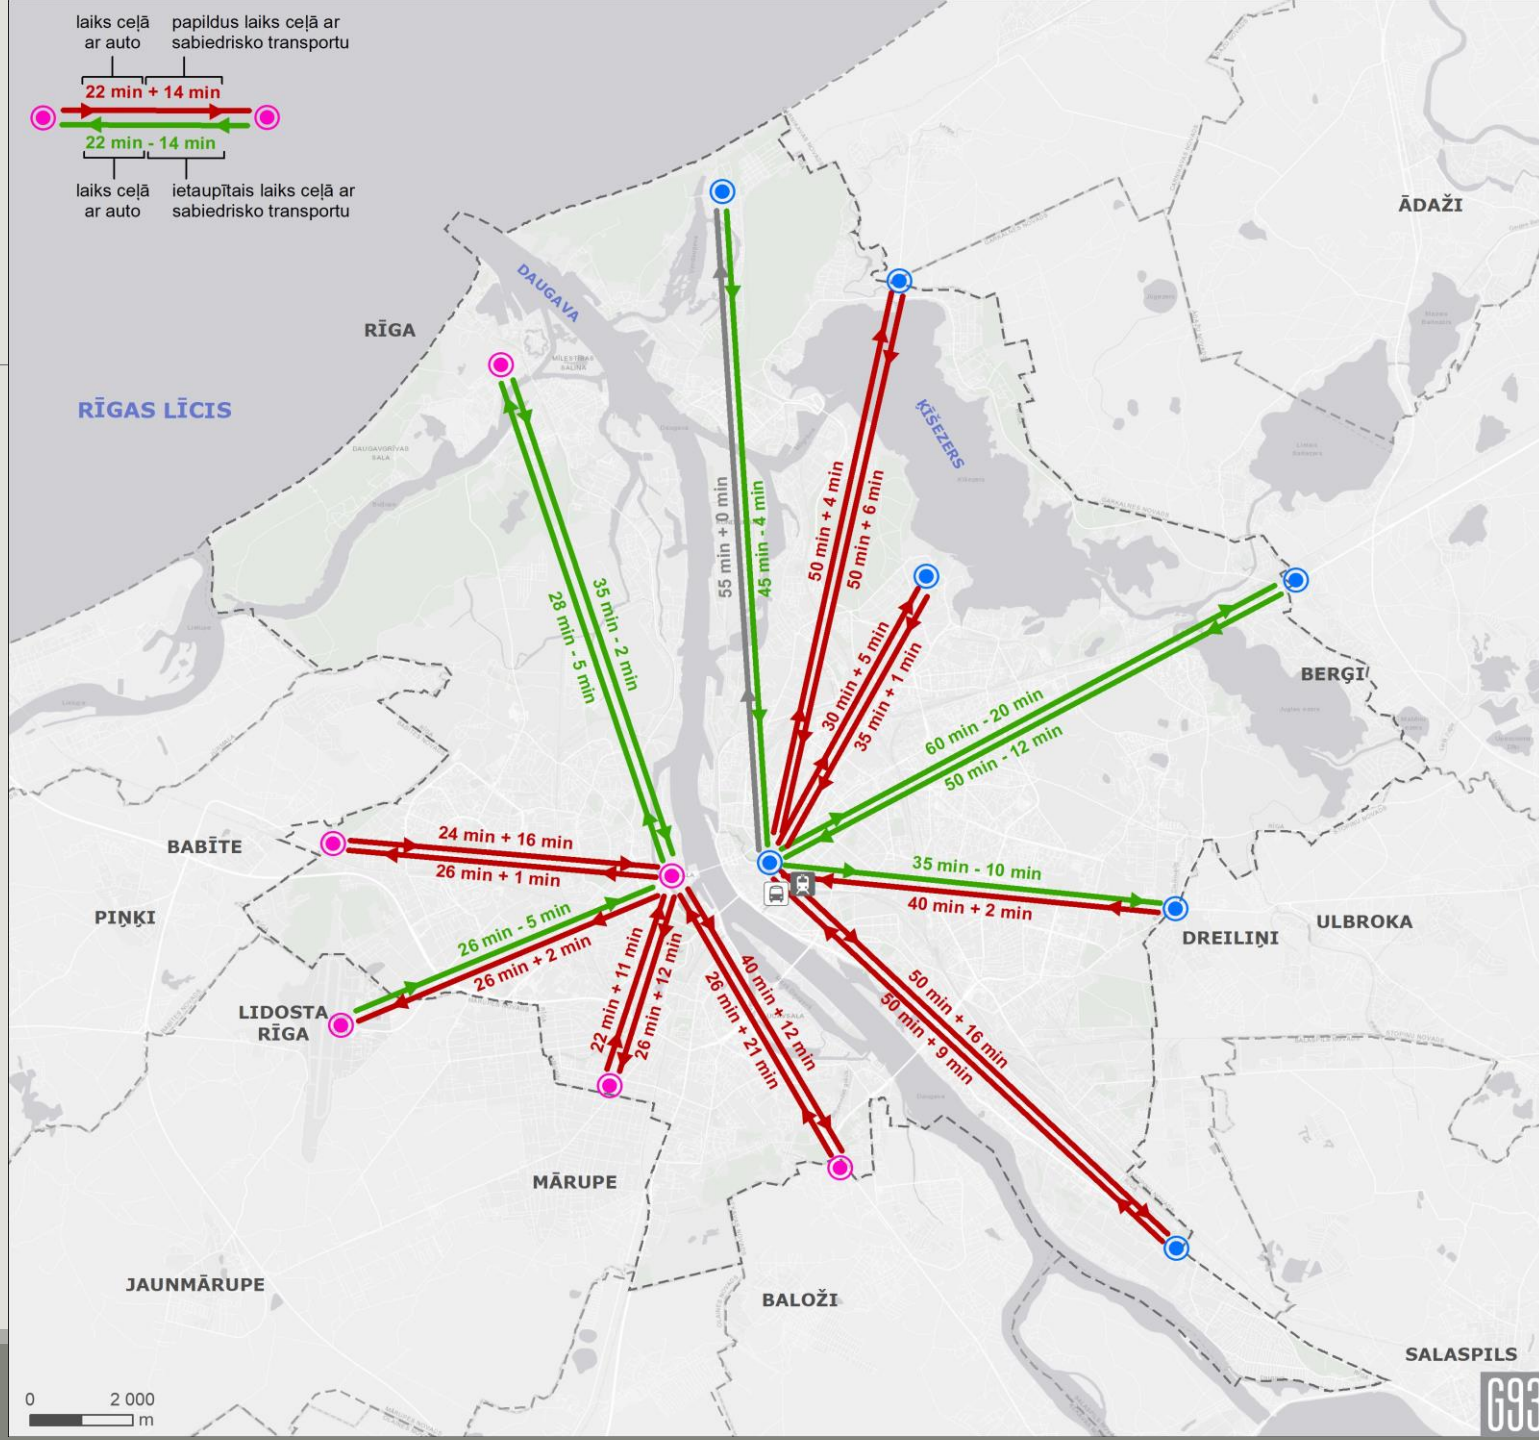 laiks ceļā
ar auto
papildus laiks ceļā ar
sabiedrisko transportu
22 min + 14 min
22 min - 14 min
laiks ceļā
ar auto
ietaupītais laiks ceļā ar
sabiedrisko transportu
ĀDAŽI
DAUGAVA
RĪGA
MĪLESTĪBAS
SALIŅA
RĪGAS LĪCIS
ĶĪŠEZERS
DAUGAVGRĪVAS
SALA
55 min + 0 min
45 min - 4 min
50 min + 4 min
50 min + 6 min
35 min - 2 min
28 min - 5 min
30 min + 5 min
35 min + 1 min
BERĢI
60 min - 20 min
50 min - 12 min
24 min + 16 min
26 min + 1 min
BABĪTE
35 min - 10 min
40 min + 2 min
PIŅĶI
ULBROKA
DREILIŅI
26 min - 5 min
26 min + 2 min
LIDOSTA
RĪGA
22 min + 11 min
26 min + 12 min
40 min + 12 min
26 min + 21 min
50 min + 16 min
50 min + 9 min
MĀRUPE
JAUNMĀRUPE
BALOŽI
SALASPILS
0 2 000
m
G93